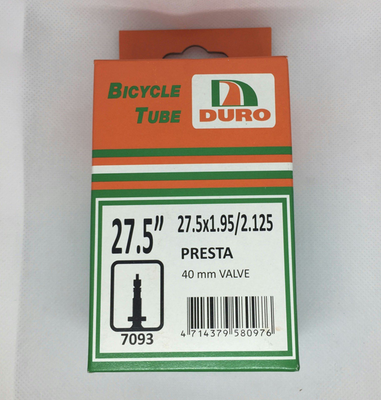 BICYCLE
TUBE
DURO
27.5"
27.5x1.95/2.125
PRESTA
40 mm VALVE
7093
4 714379 580976